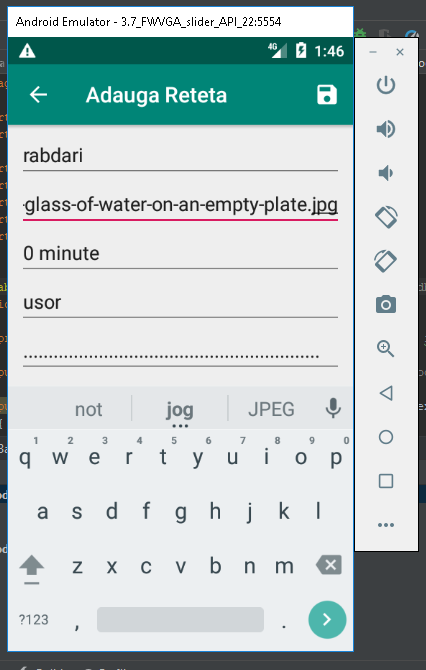 Android Emulator - 3.7_FWVGA_slider_API_22:5554
4G 1:46
Adauga Reteta
rabdari
-glass-of-water-on-an-empty-plate.jpg
0 minute
usor
...........................................................
not jog JPEG
1 2 3 4 5 6 7 8 9 0
q w e r t y u i o p
a s d f g h j k l
z x c v b n m
?123 , .